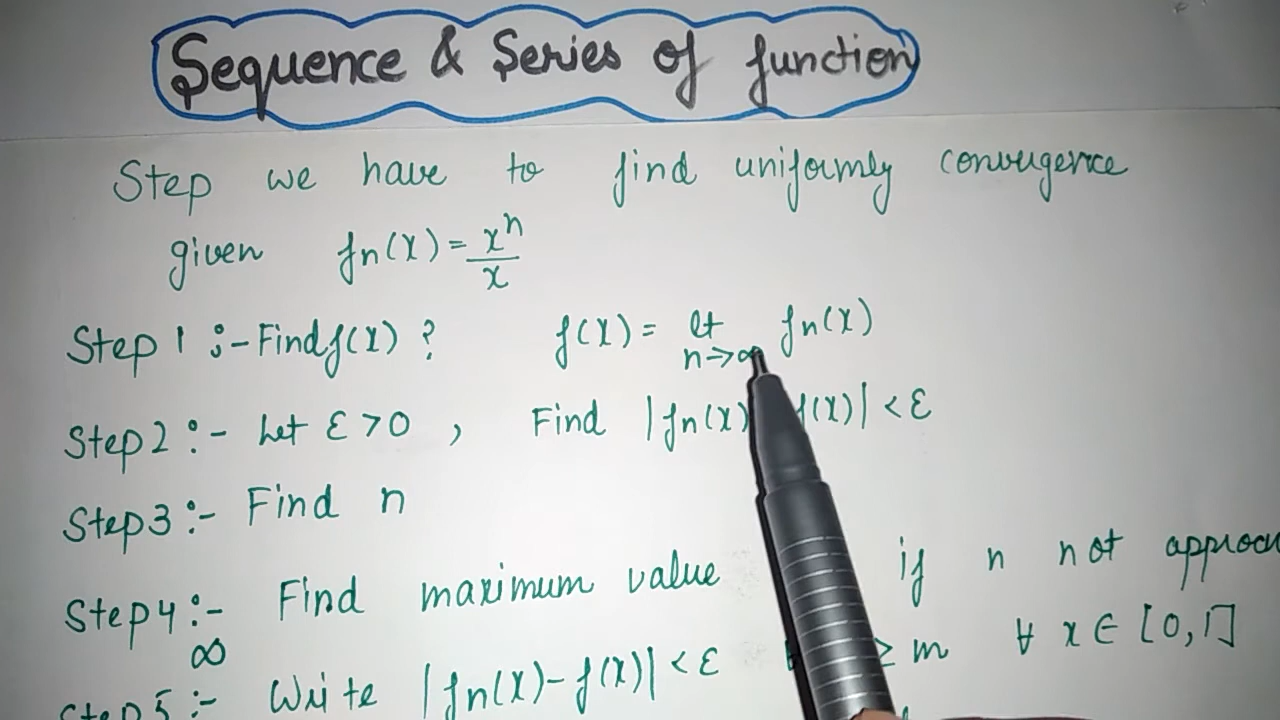 Sequence & Series of function
Step we have to find uniformly convergence
given fn(x) = x^n/x
Step 1 :- Find f(x) ? f(x) = lt n→∞ fn(x)
Step 2 :- Let ε > 0 , Find |fn(x) f(x)| < ε
Step 3 :- Find n
Step 4 :- Find maximum value if n not
∞
Step 5 :- Write |fn(x) - f(x)| < ε ≥ m ∀ x ∈ [0,1]